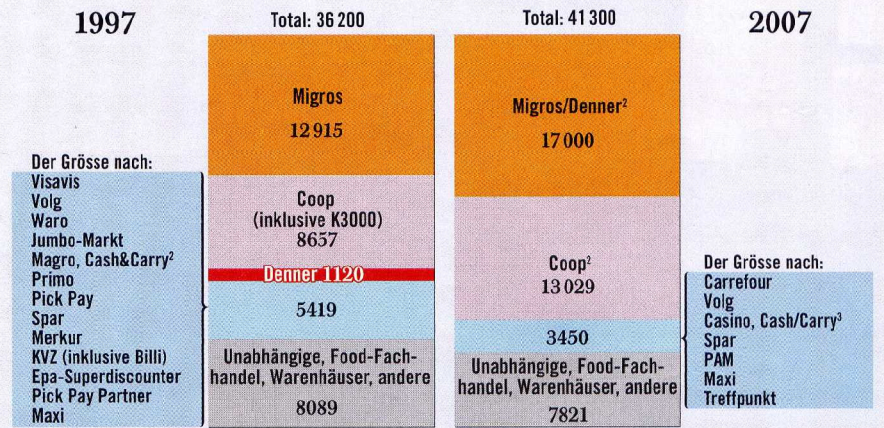 1997
Total: 36 200
Migros
12 915
Coop
(inklusive K3000)
8657
Denner 1120
5419
Unabhängige, Food-Fach-
handel, Warenhäuser, andere
8089
Der Grösse nach:
Visavis
Volg
Waro
Jumbo-Markt
Magro, Cash&Carry²
Primo
Pick Pay
Spar
Merkur
KVZ (inklusive Billi)
Epa-Superdiscounter
Pick Pay Partner
Maxi
Total: 41 300
2007
Migros/Denner²
17 000
Coop²
13 029
3450
Unabhängige, Food-Fach-
handel, Warenhäuser, andere
7821
Der Grösse nach:
Carrefour
Volg
Casino, Cash/Carry³
Spar
PAM
Maxi
Treffpunkt